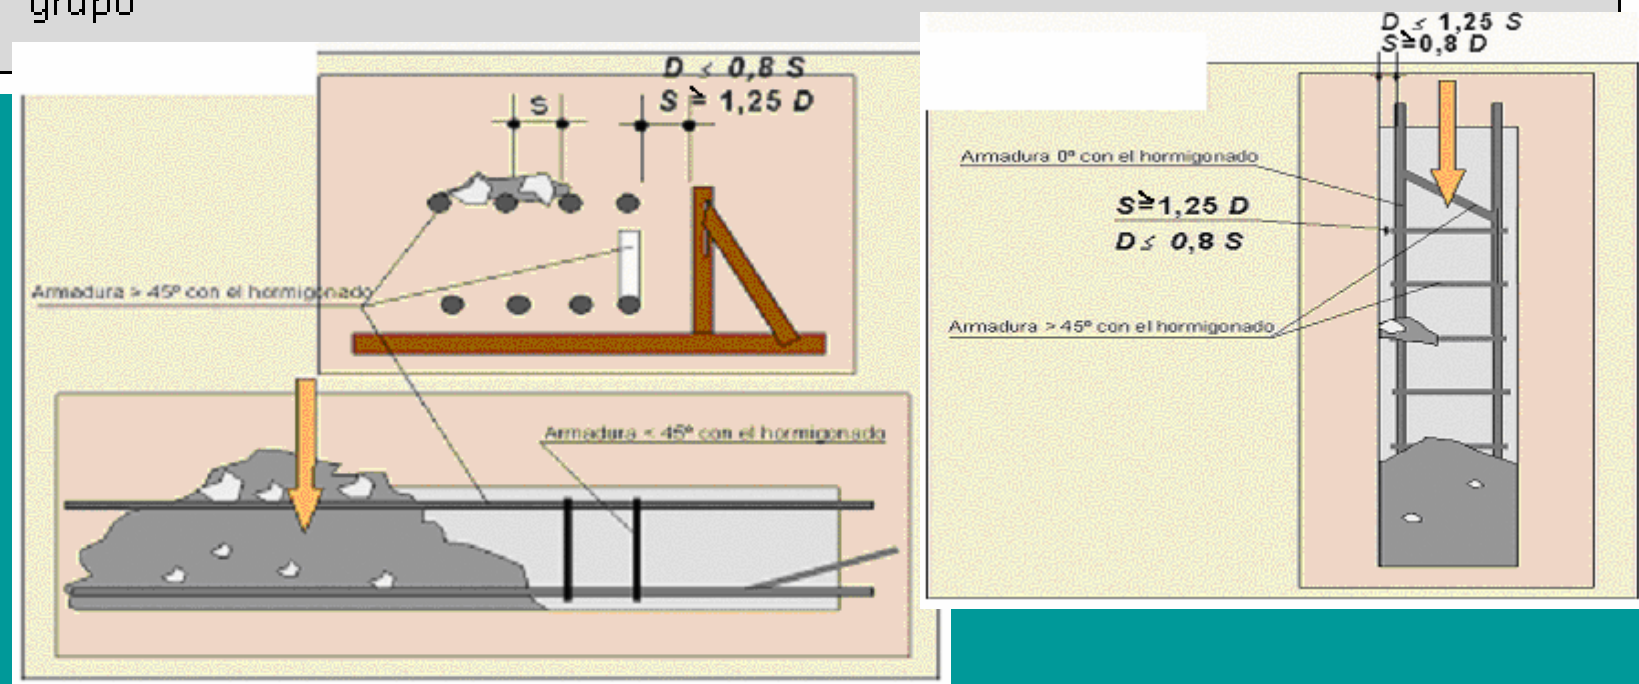 grupo
D ≤ 0,8 S
S ≥ 1,25 D
S
Armadura > 45º con el hormigonado
Armadura < 45º con el hormigonado
D ≤ 1,25 S
S ≥ 0,8 D
Armadura 0º con el hormigonado
S ≥ 1,25 D
D ≤ 0,8 S
Armadura > 45º con el hormigonado